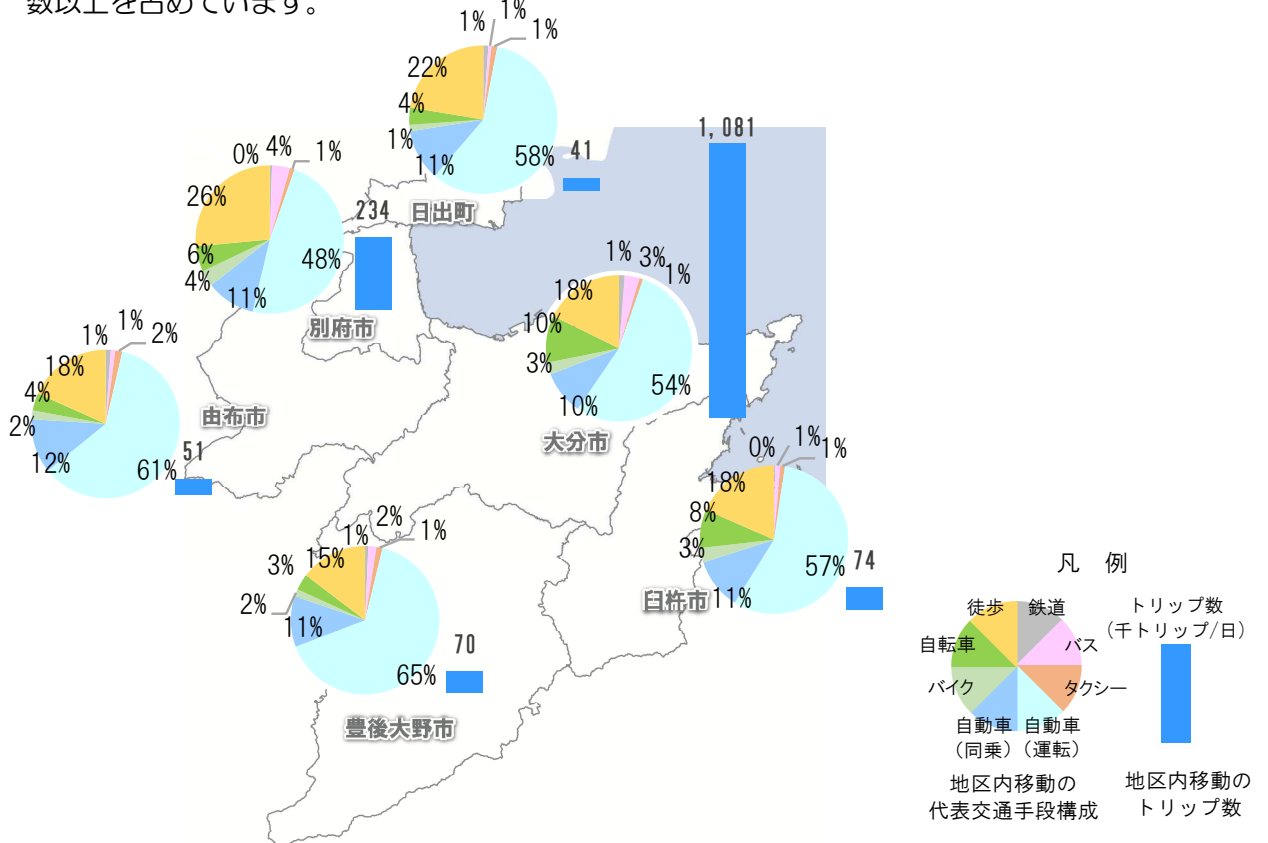 数以上を占めています。
1%
1%
1%
22%
4%
1%
11%
58%
41
日出町
1,081
0%
4%
1%
26%
6%
4%
11%
48%
234
別府市
1%
3%
1%
18%
10%
3%
10%
54%
大分市
1%
1%
2%
18%
4%
2%
12%
61%
51
由布市
0%
1%
1%
18%
8%
3%
11%
57%
74
臼杵市
1%
2%
1%
15%
3%
2%
11%
65%
70
豊後大野市
凡 例
徒歩
鉄道
自転車
バス
バイク
タクシー
自動車
(同乗)
自動車
(運転)
地区内移動の
代表交通手段構成
トリップ数
(千トリップ/日)
地区内移動の
トリップ数